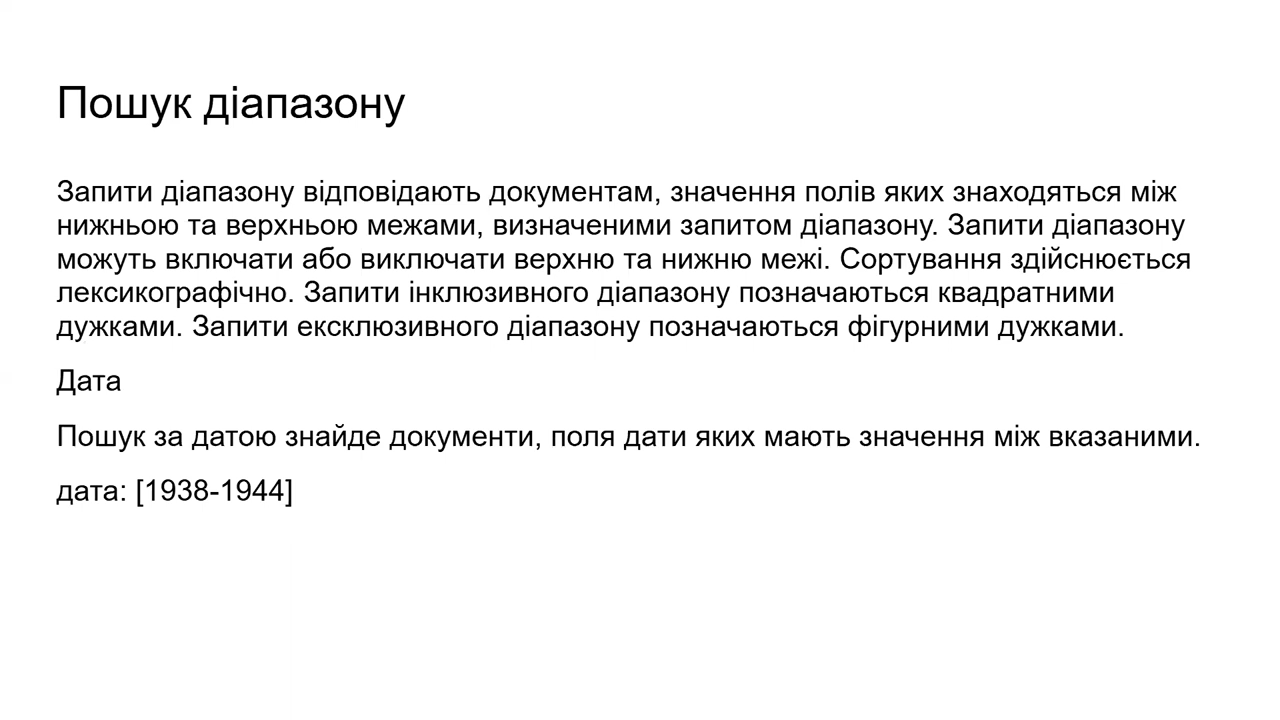 Пошук діапазону
Запити діапазону відповідають документам, значення полів яких знаходяться між
нижньою та верхньою межами, визначеними запитом діапазону. Запити діапазону
можуть включати або виключати верхню та нижню межі. Сортування здійснюється
лексикографічно. Запити інклюзивного діапазону позначаються квадратними
дужками. Запити ексклюзивного діапазону позначаються фігурними дужками.
Дата
Пошук за датою знайде документи, поля дати яких мають значення між вказаними.
дата: [1938-1944]